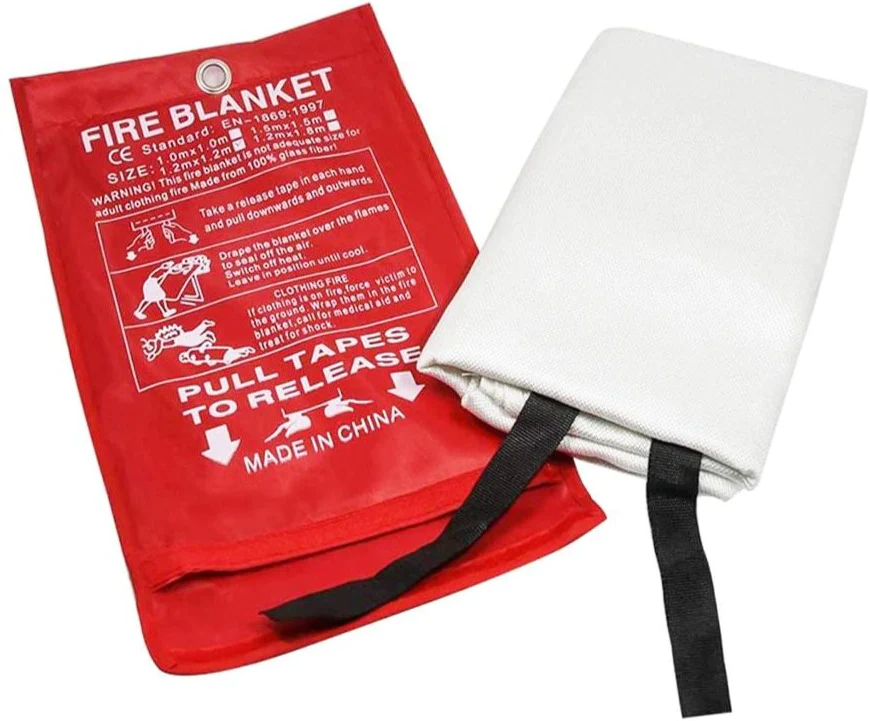 FIRE BLANKET
CE Standard: EN-1869:1997
SIZE: 1.0mx1.0m 1.5mx1.5m
1.2mx1.2m 1.2mx1.8m
WARNING! This fire blanket is not adequate size for
adult clothing fire Made from 100% glass fiber!
Take a release tape in each hand
and pull downwards and outwards
Drape the blanket over the flames
to seal off the air.
Switch off heat.
Leave in position until cool.
CLOTHING FIRE
If clothing is on fire,force victim to
the ground. Wrap them in the fire
blanket,call for medical aid and
treat for shock.
PULL TAPES
TO RELEASE
MADE IN CHINA